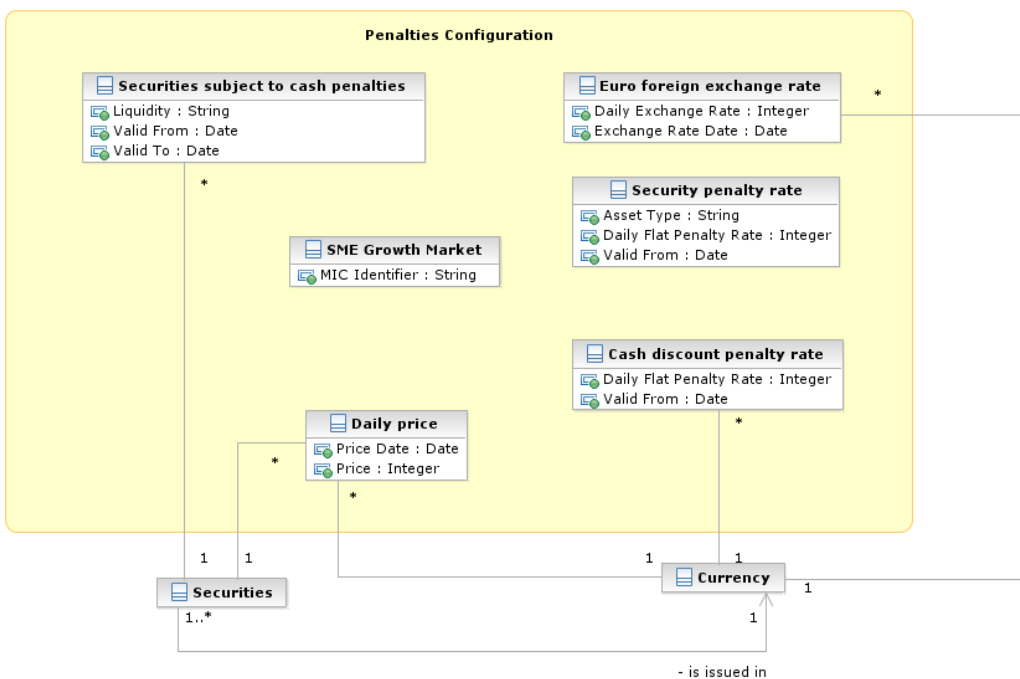 Penalties Configuration
Securities subject to cash penalties
Liquidity : String
Valid From : Date
Valid To : Date
*
Euro foreign exchange rate
Daily Exchange Rate : Integer
Exchange Rate Date : Date
*
Security penalty rate
Asset Type : String
Daily Flat Penalty Rate : Integer
Valid From : Date
SME Growth Market
MIC Identifier : String
Cash discount penalty rate
Daily Flat Penalty Rate : Integer
Valid From : Date
*
Daily price
Price Date : Date
Price : Integer
*
*
1
1
1
1
Securities
Currency
1
1..*
1
- is issued in